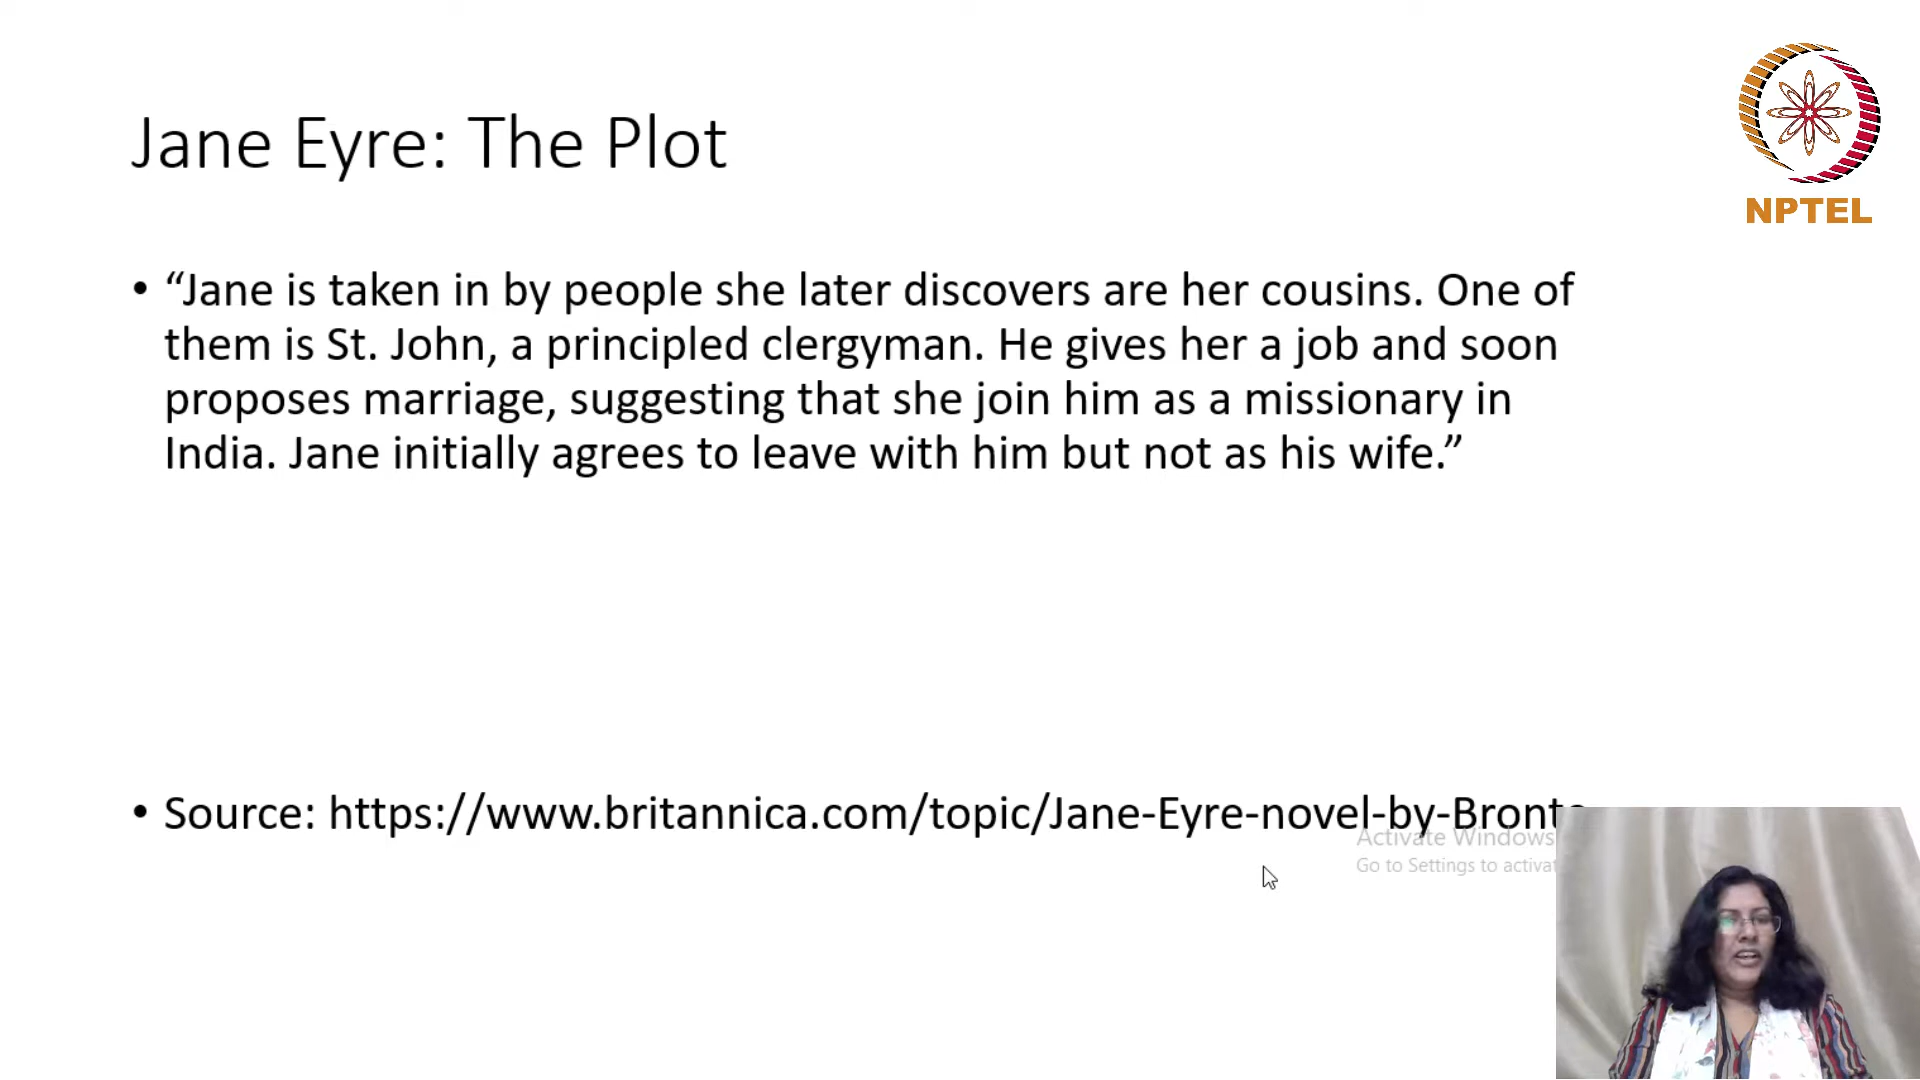 Jane Eyre: The Plot
NPTEL
• “Jane is taken in by people she later discovers are her cousins. One of
them is St. John, a principled clergyman. He gives her a job and soon
proposes marriage, suggesting that she join him as a missionary in
India. Jane initially agrees to leave with him but not as his wife.”
• Source: https://www.britannica.com/topic/Jane-Eyre-novel-by-Bronte
Activate Windows
Go to Settings to activat